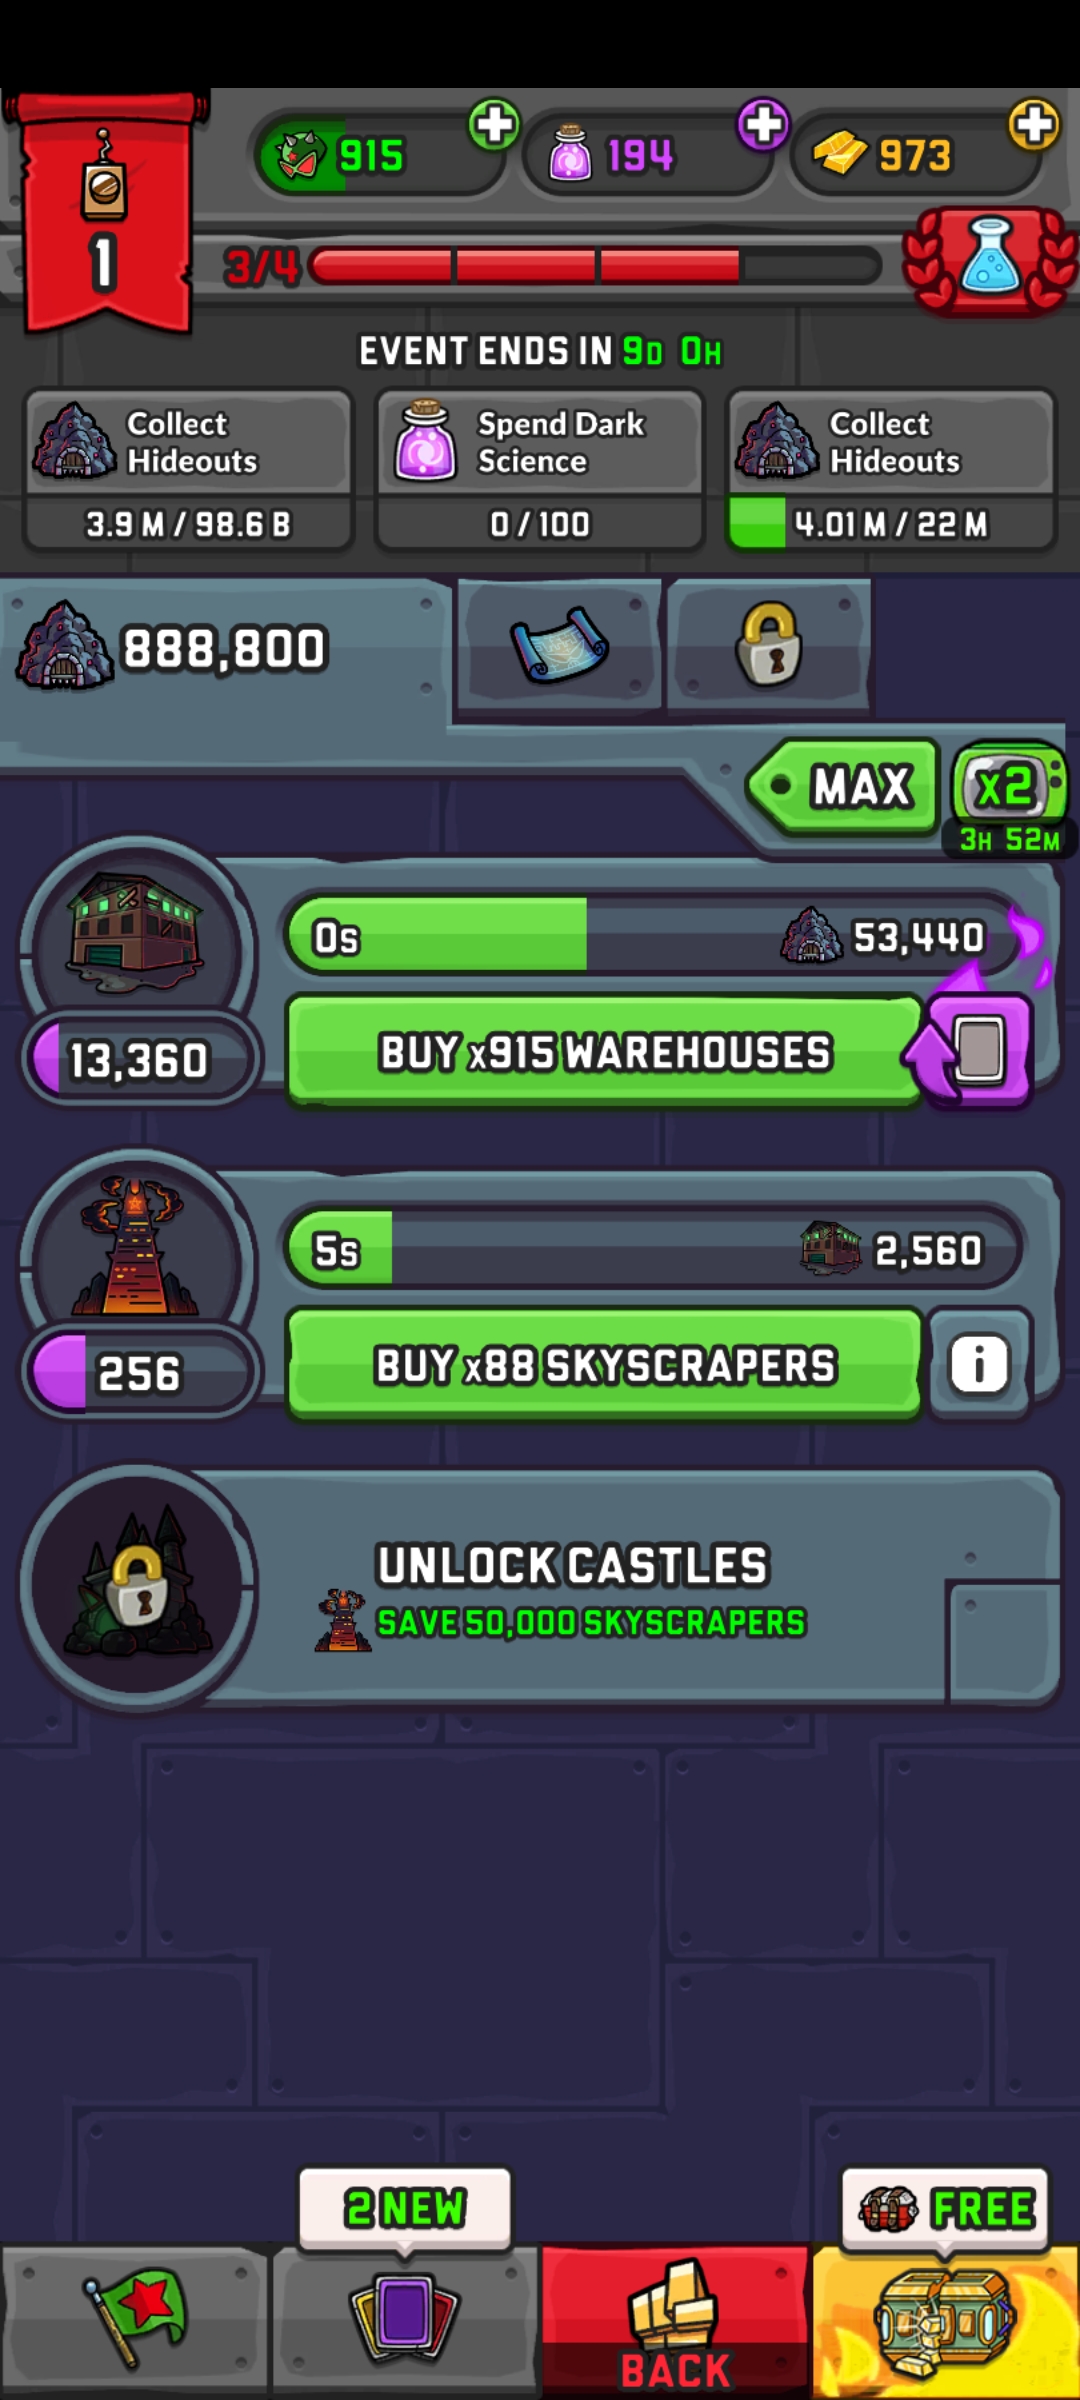 915
194
973
1
3/4
EVENT ENDS IN 9D 0H
Collect
Hideouts
3.9 M / 98.6 B
Spend Dark
Science
0 / 100
Collect
Hideouts
4.01 M / 22 M
888,800
MAX
x2
3H 52M
0s
53,440
13,360
BUY x915 WAREHOUSES
5s
2,560
256
BUY x88 SKYSCRAPERS
i
UNLOCK CASTLES
SAVE 50,000 SKYSCRAPERS
2 NEW
FREE
BACK